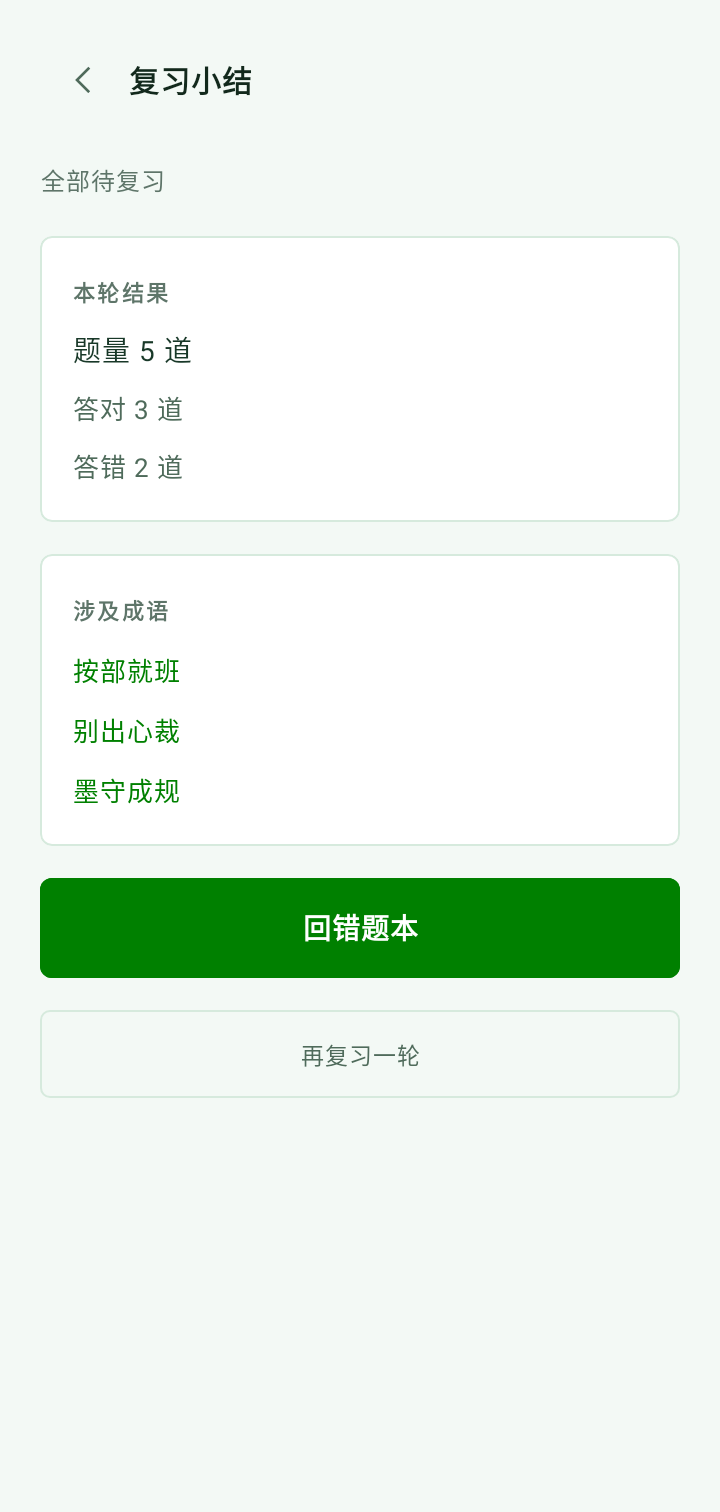 复习小结
全部待复习
本轮结果
题量 5 道
答对 3 道
答错 2 道
涉及成语
按部就班
别出心裁
墨守成规
回错题本
再复习一轮